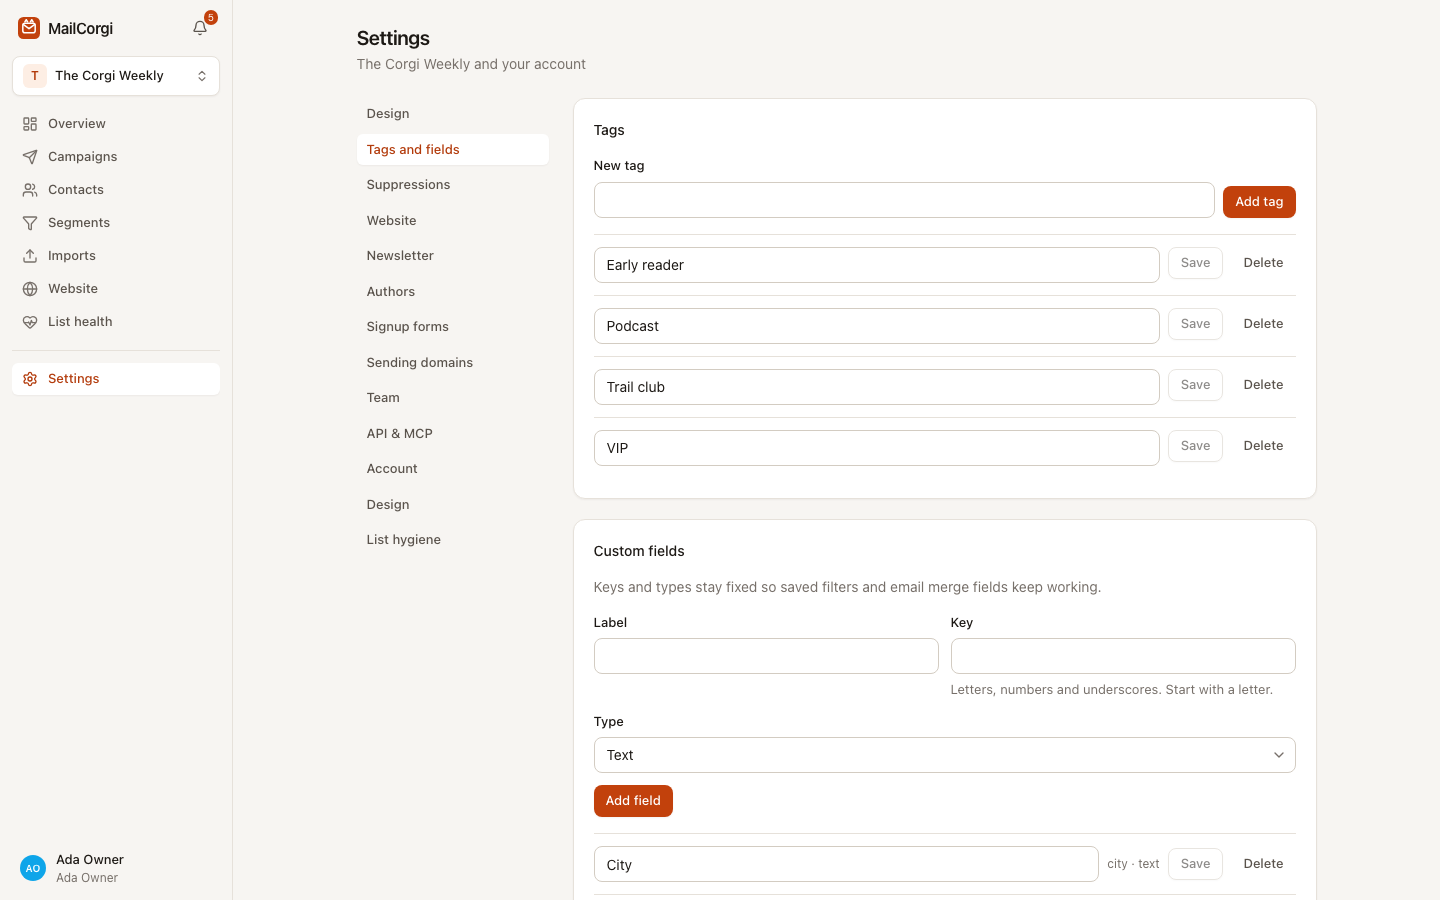 MailCorgi
5
T
The Corgi Weekly
Overview
Campaigns
Contacts
Segments
Imports
Website
List health
Settings
AO
Ada Owner
Ada Owner
Settings
The Corgi Weekly and your account
Design
Tags and fields
Suppressions
Website
Newsletter
Authors
Signup forms
Sending domains
Team
API & MCP
Account
Design
List hygiene
Tags
New tag
Add tag
Early reader Save Delete
Podcast Save Delete
Trail club Save Delete
VIP Save Delete
Custom fields
Keys and types stay fixed so saved filters and email merge fields keep working.
Label Key
Letters, numbers and underscores. Start with a letter.
Type
Text
Add field
City city · text Save Delete